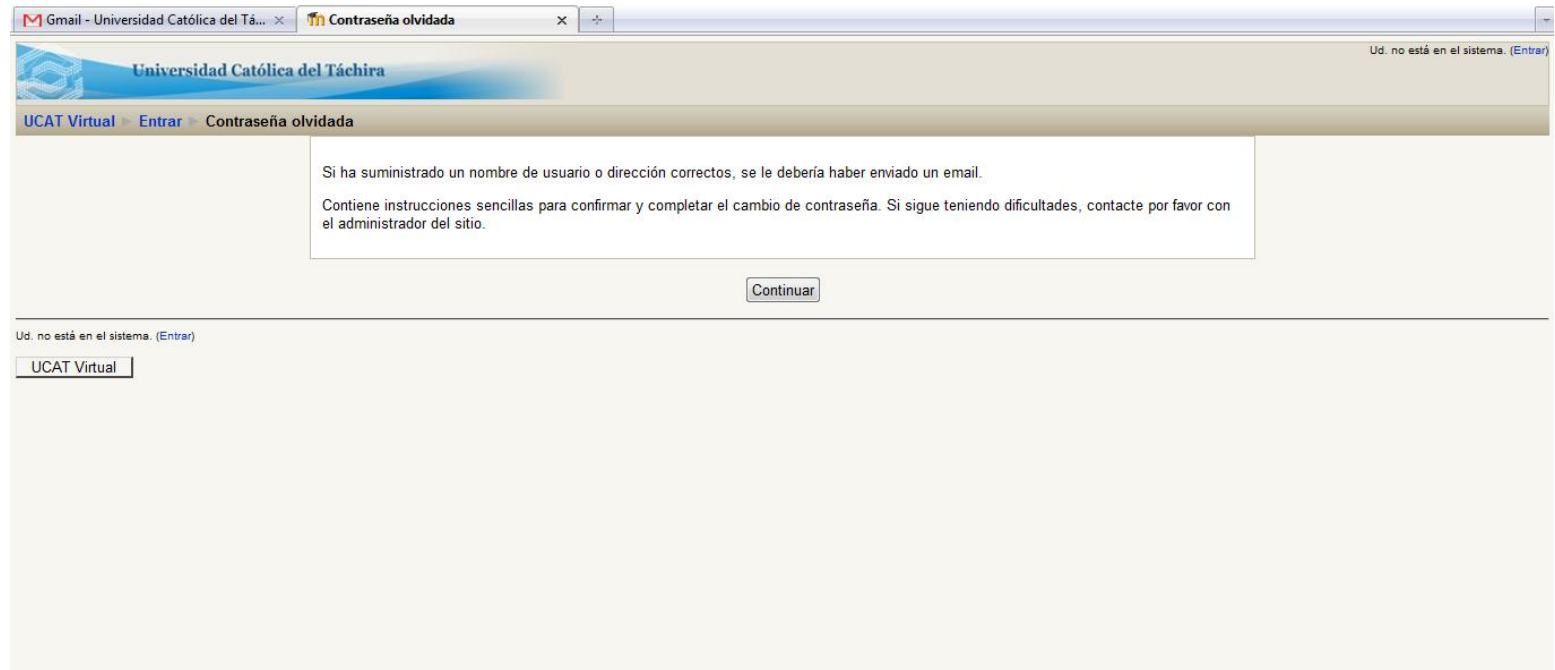 Gmail - Universidad Católica del Tá...
Contraseña olvidada
Ud. no está en el sistema. (Entrar)
Universidad Católica del Táchira
UCAT Virtual ► Entrar ► Contraseña olvidada
Si ha suministrado un nombre de usuario o dirección correctos, se le debería haber enviado un email.
Contiene instrucciones sencillas para confirmar y completar el cambio de contraseña. Si sigue teniendo dificultades, contacte por favor con
el administrador del sitio.
Continuar
Ud. no está en el sistema. (Entrar)
UCAT Virtual